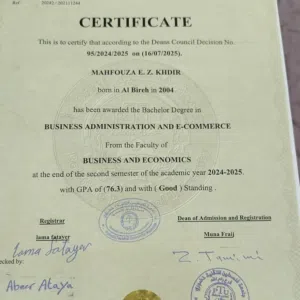 CERTIFICATE
This is to certify that according to the Deans Council Decision No.
95/2024/2025 on (16/07/2025).
MAHFOUZA E. Z. KHDIR
born in Al Bireh in 2004
has been awarded the Bachelor Degree in
BUSINESS ADMINISTRATION AND E-COMMERCE
From the Faculty of
BUSINESS AND ECONOMICS
at the end of the second semester of the academic year 2024-2025
with GPA of (76.3) and with ( Good ) Standing .
Registrar
Dean of Admission and Registration
Muna Fraij
Z. Tamimi
ecked by:
Abeer Ataya